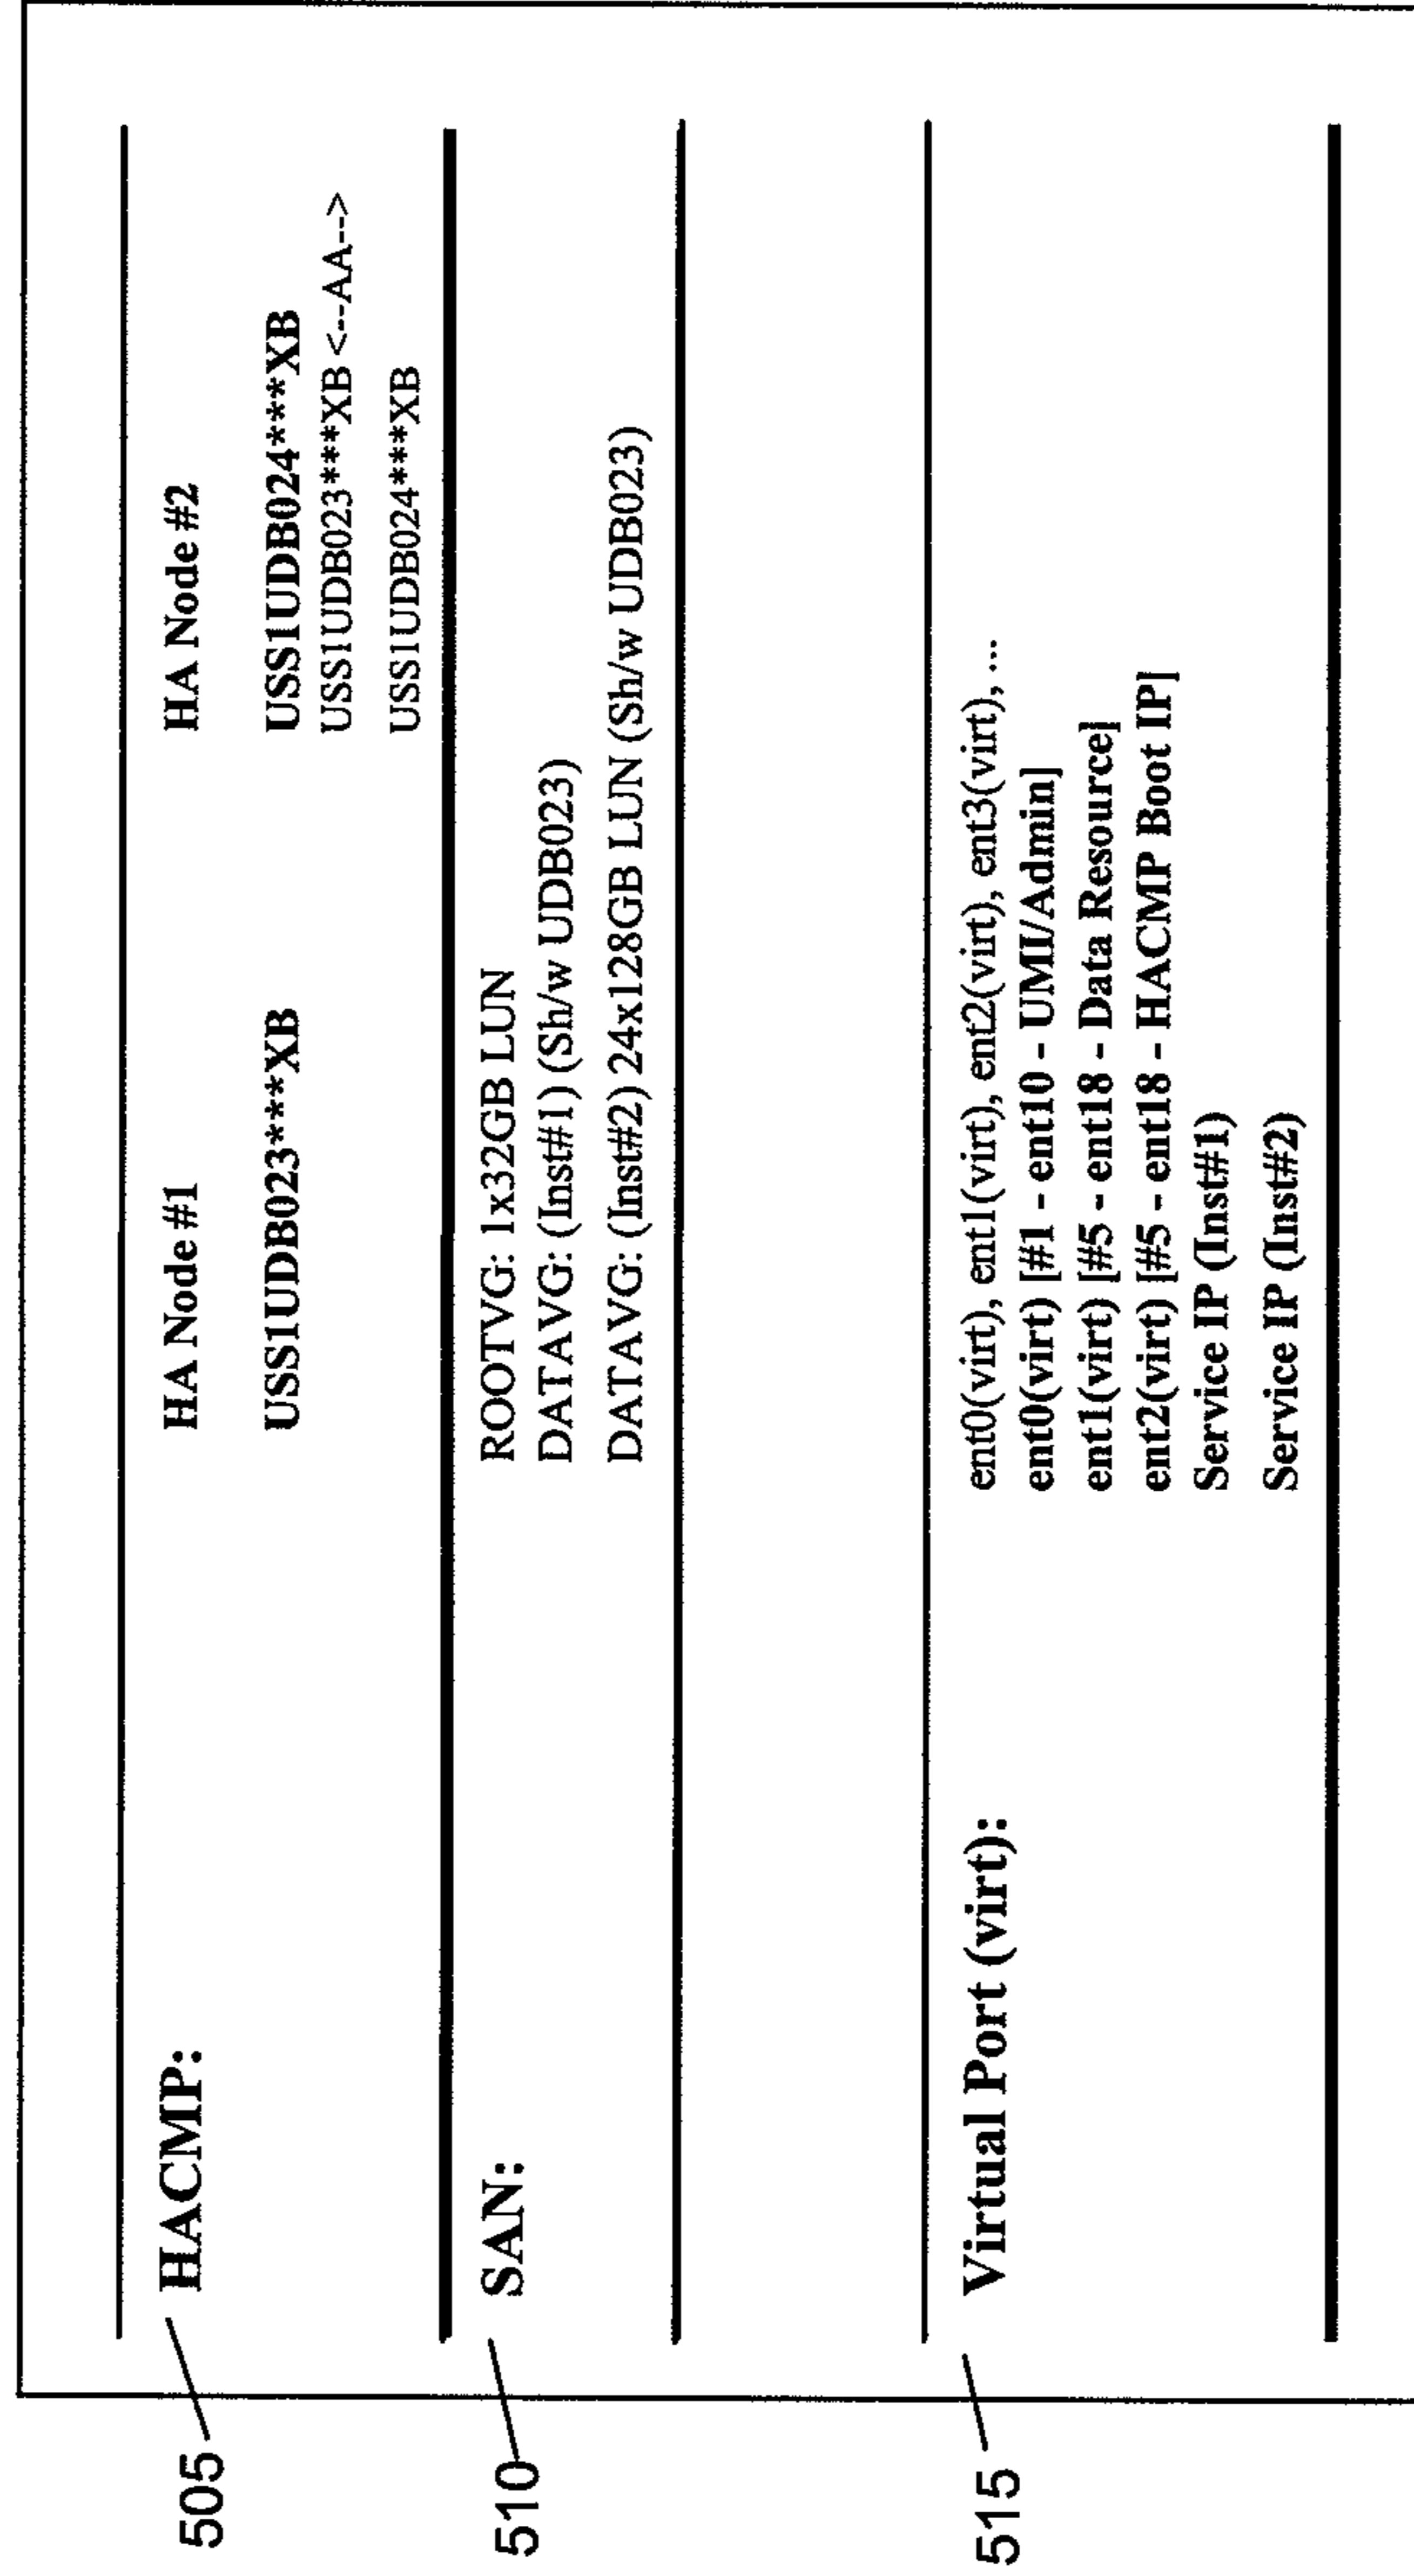 505
HACMP:
HA Node #1
HA Node #2
USS1UDB023***XB
USS1UDB024***XB
USS1UDB023***XB <--AA-->
USS1UDB024***XB
510
SAN:
ROOTVG: 1x32GB LUN
DATAVG: (Inst#1) (Sh/w UDB023)
DATAVG: (Inst#2) 24x128GB LUN (Sh/w UDB023)
515
Virtual Port (virt):
ent0(virt), ent1(virt), ent2(virt), ent3(virt), ...
ent0(virt) [#1 - ent10 - UMI/Admin]
ent1(virt) [#5 - ent18 - Data Resource]
ent2(virt) [#5 - ent18 - HACMP Boot IP]
Service IP (Inst#1)
Service IP (Inst#2)